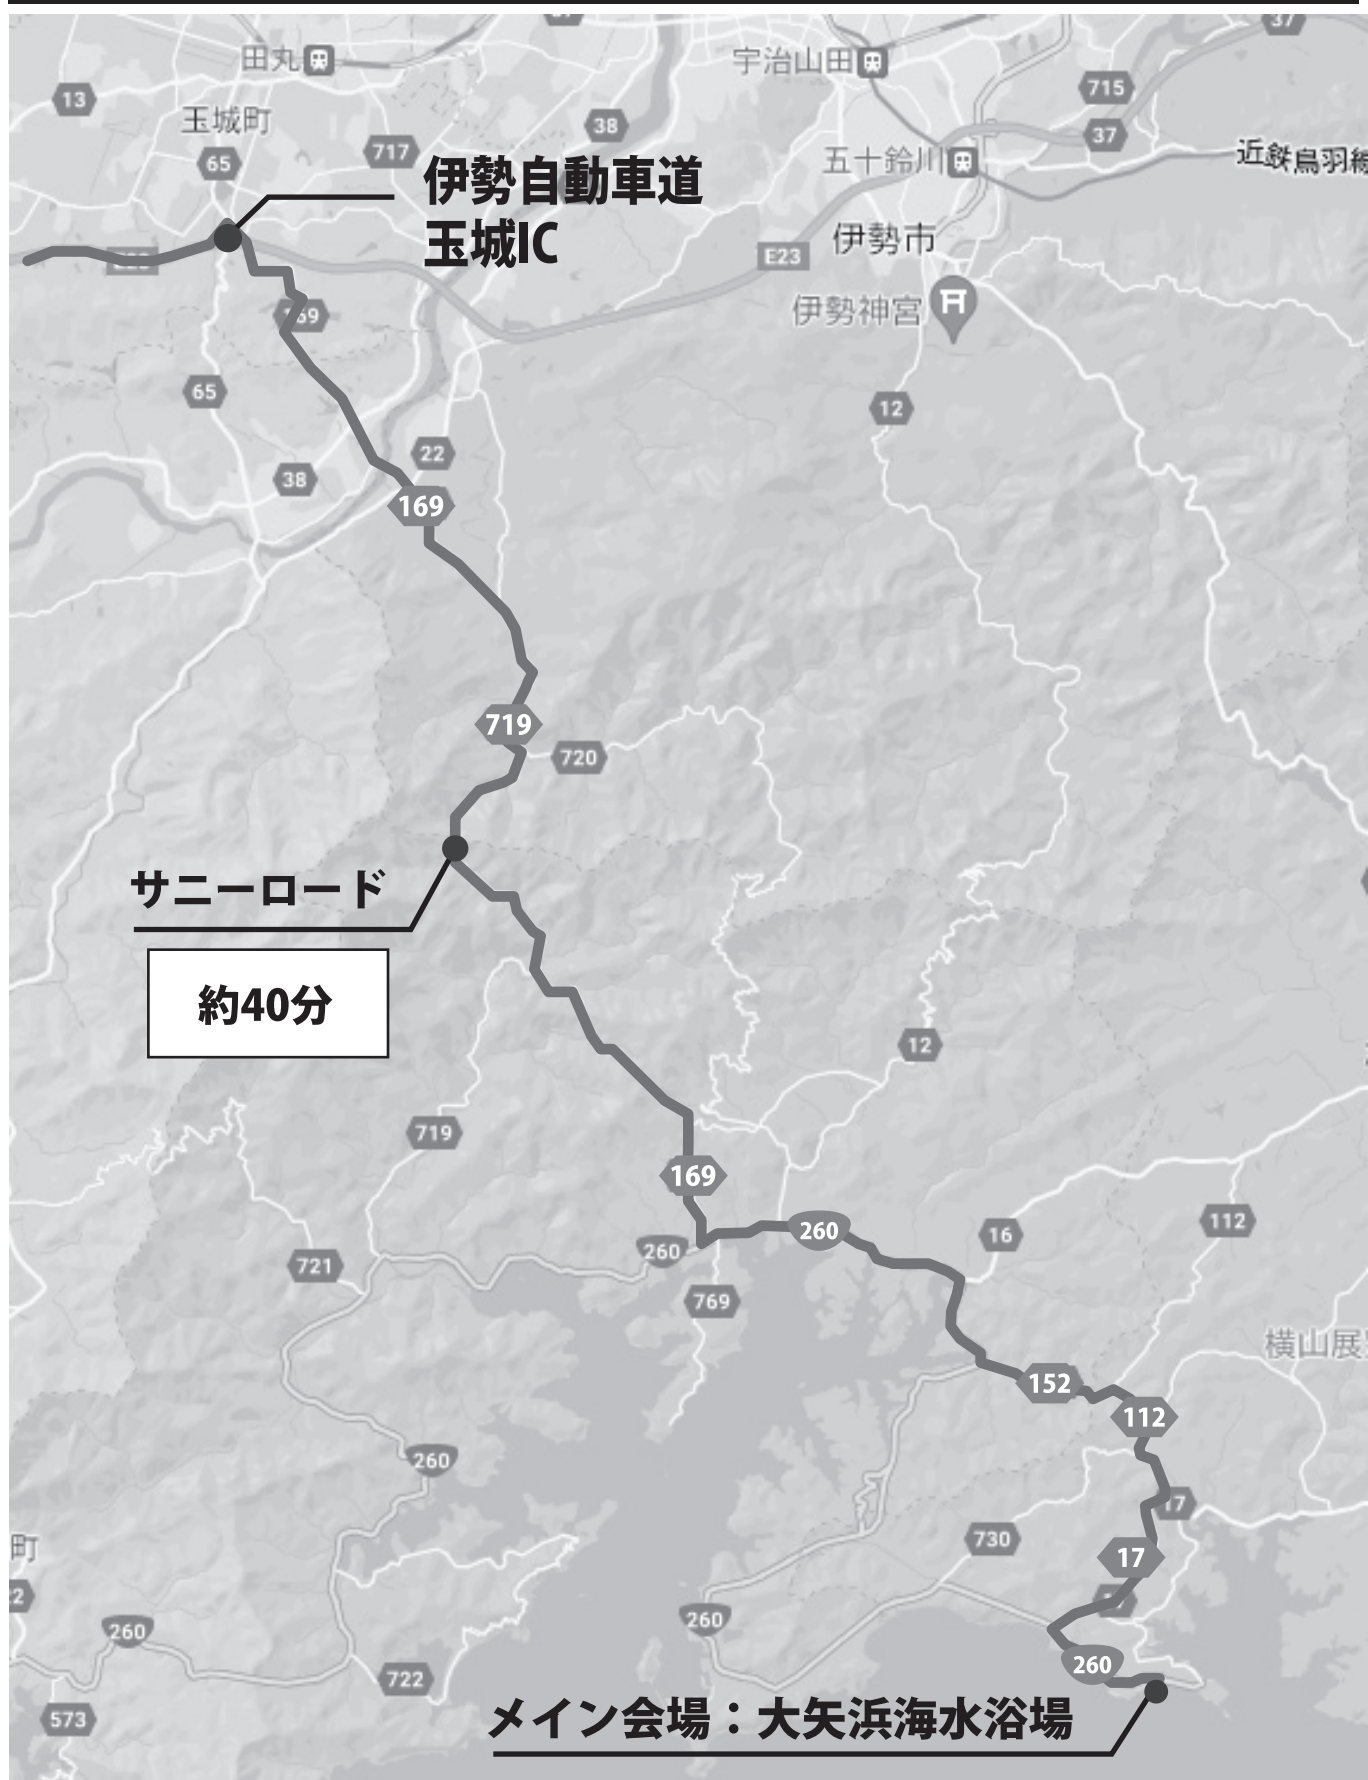 37
田丸
宇治山田
13
715
玉城町
38
37
717
65
五十鈴川
近鉄鳥羽線
伊勢自動車道
玉城IC
伊勢市
E23
伊勢神宮
65
12
22
38
169
719
720
サニーロード
約40分
12
719
169
260
260
16
112
721
769
横山展
152
112
260
17
730
17
町
260
260
260
722
573
メイン会場：大矢浜海水浴場